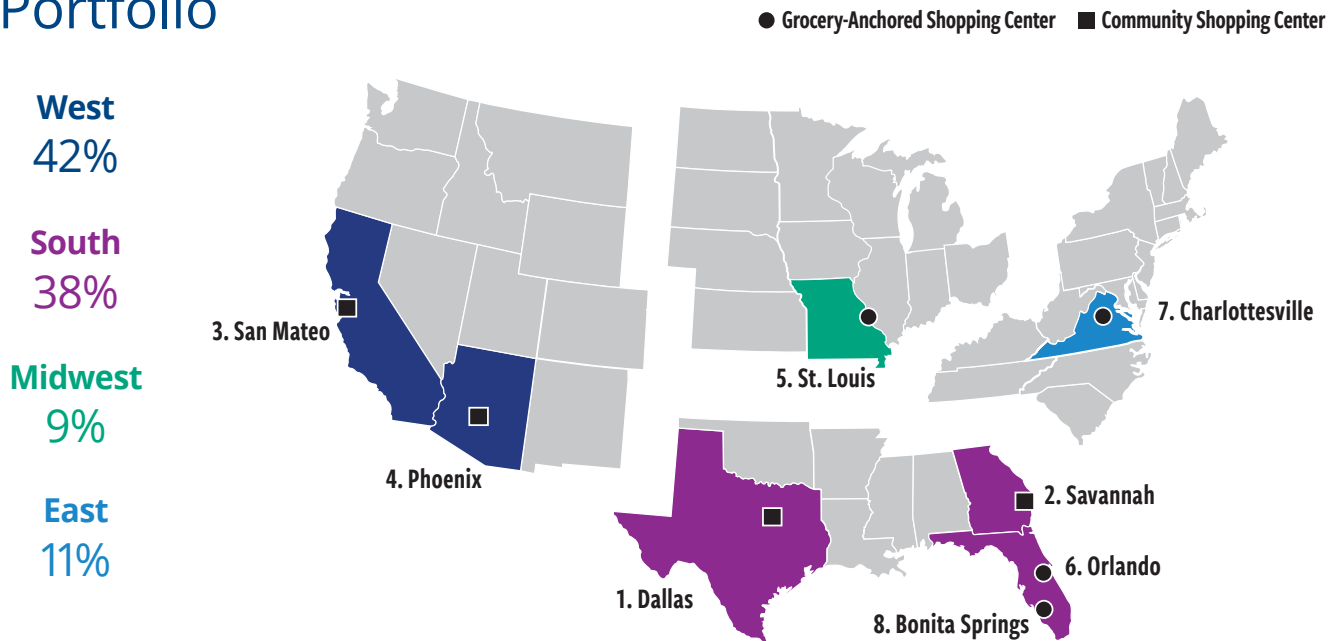 Portfolio
Grocery-Anchored Shopping Center
Community Shopping Center
West
42%
South
38%
Midwest
9%
East
11%
3. San Mateo
4. Phoenix
5. St. Louis
7. Charlottesville
1. Dallas
2. Savannah
6. Orlando
8. Bonita Springs